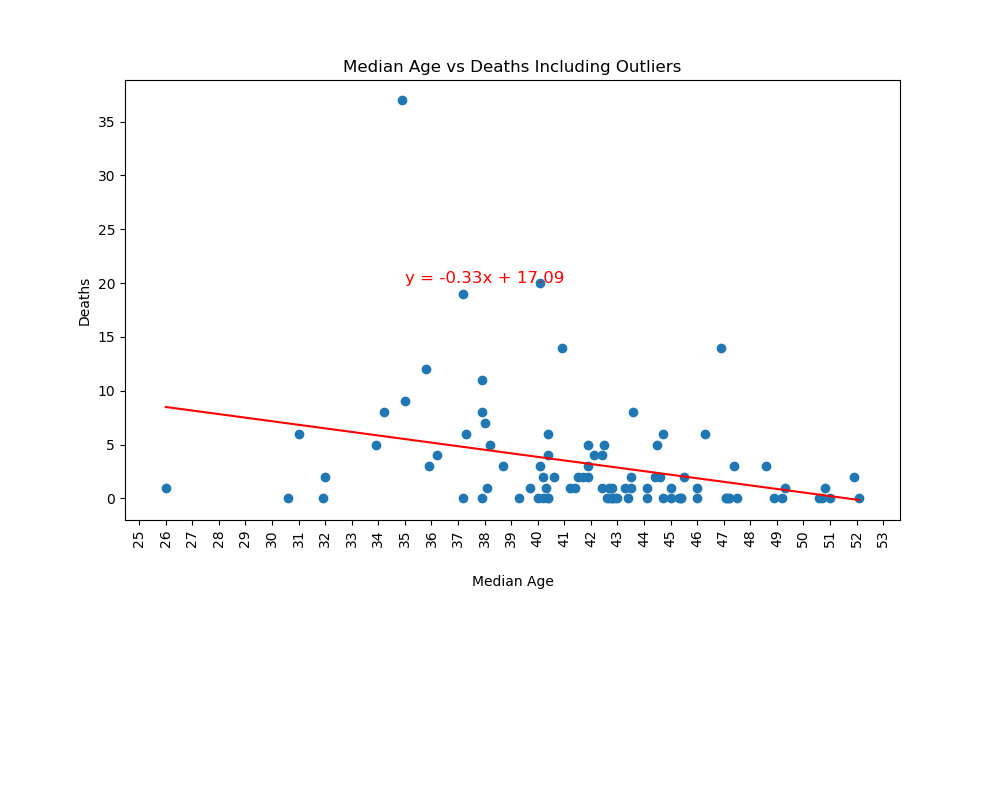 Median Age vs Deaths Including Outliers
35
30
25
20
15
10
5
0
Deaths
y = -0.33x + 17.09
25 26 27 28 29 30 31 32 33 34 35 36 37 38 39 40 41 42 43 44 45 46 47 48 49 50 51 52 53
Median Age